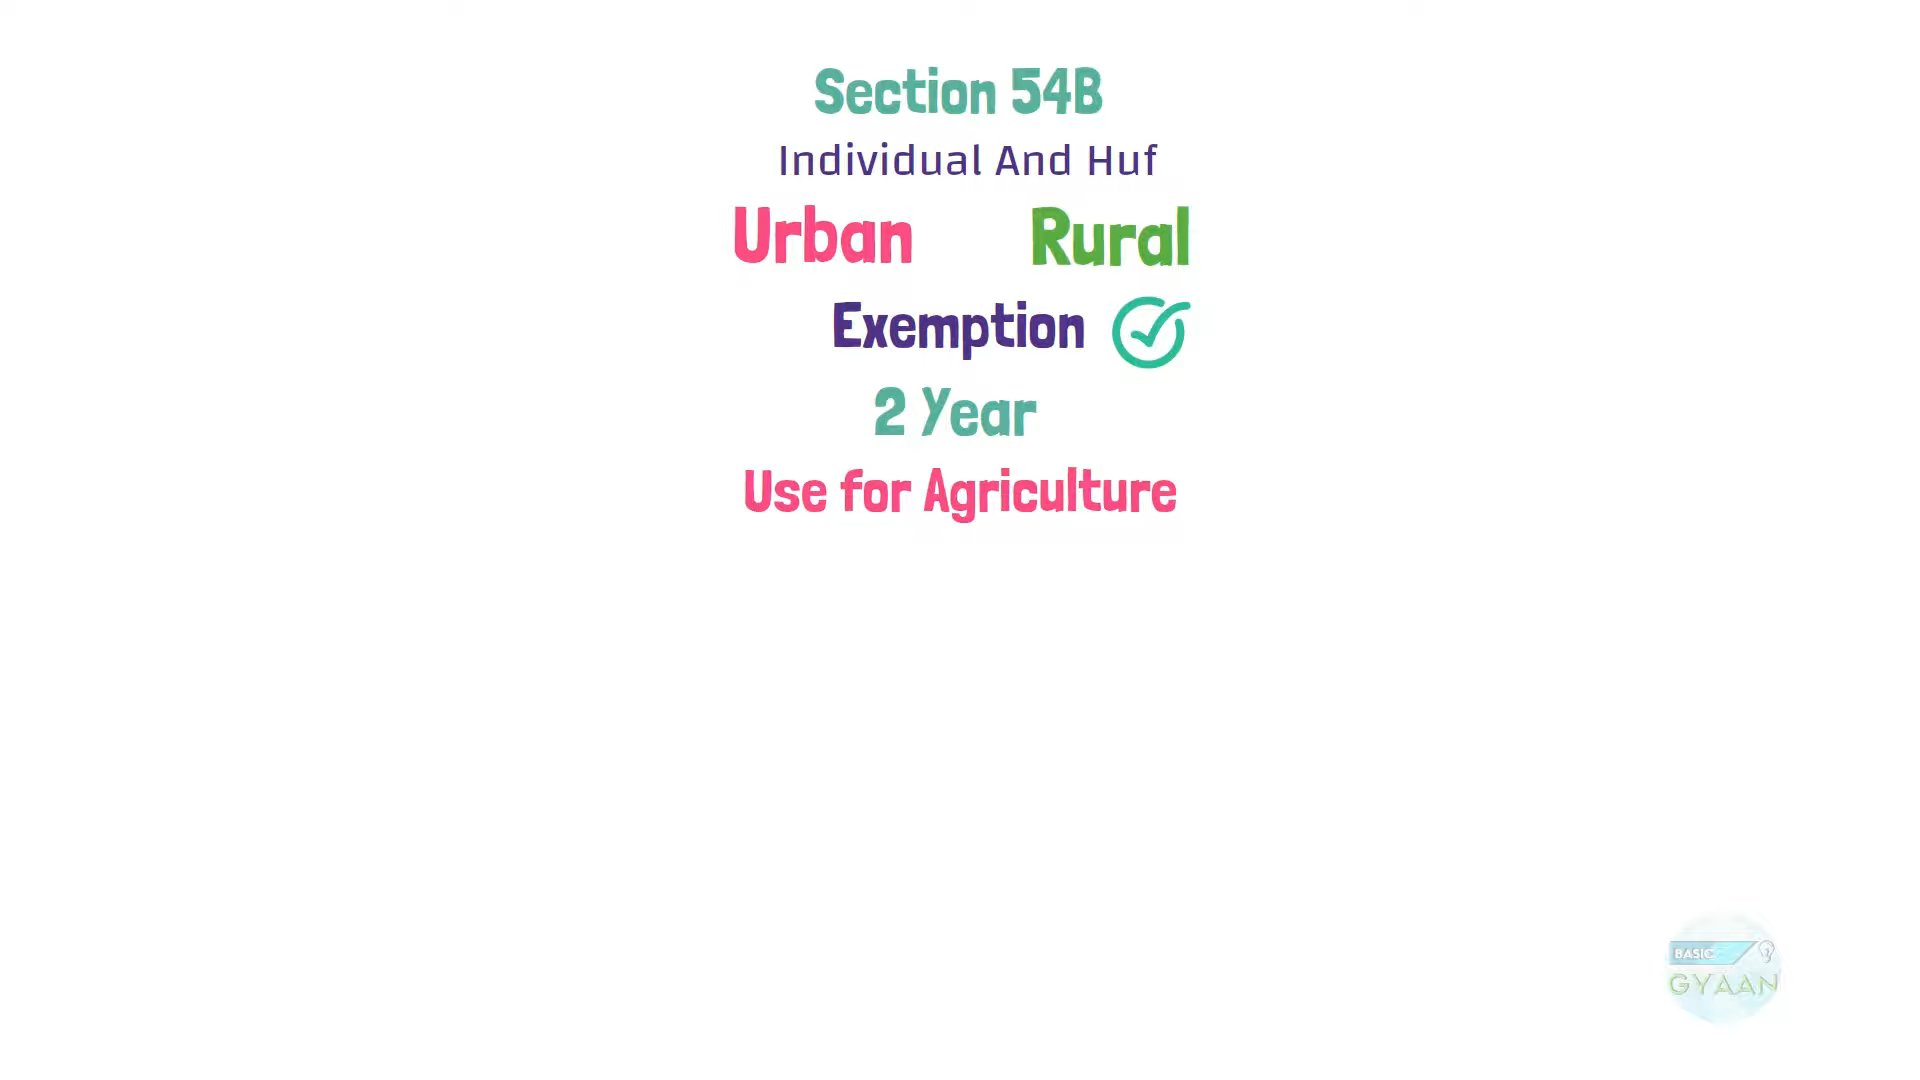 Section 54B
Individual And Huf
Urban Rural
Exemption
2 Year
Use for Agriculture
BASIC
GYAAN